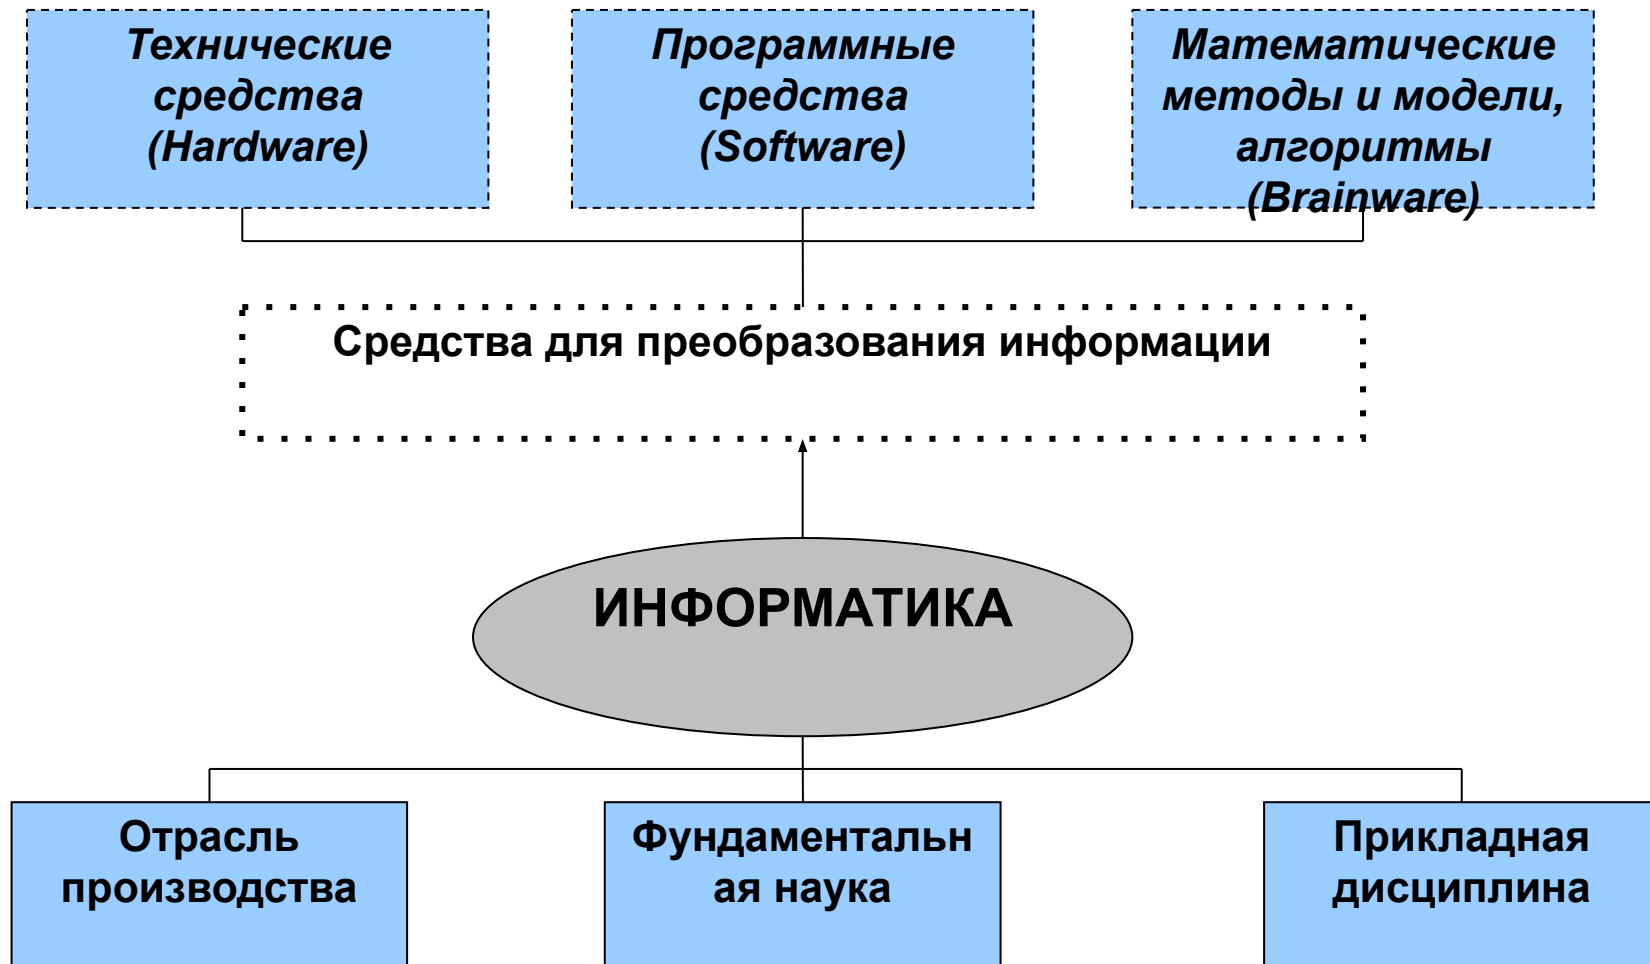 Технические
средства
(Hardware)
Программные
средства
(Software)
Математические
методы и модели,
алгоритмы
(Brainware)
Средства для преобразования информации
ИНФОРМАТИКА
Отрасль
производства
Фундаментальн
ая наука
Прикладная
дисциплина